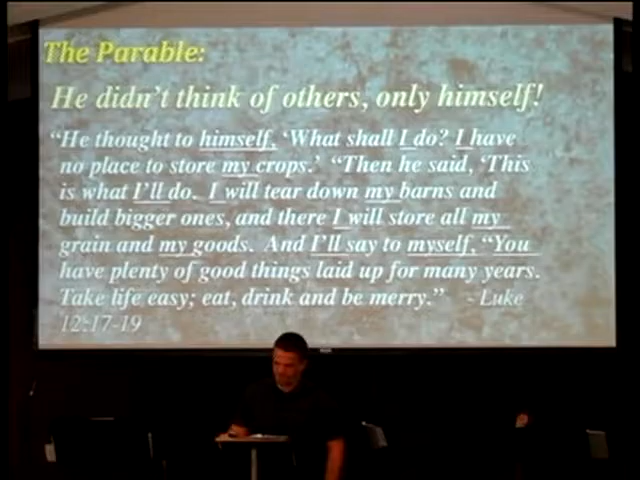 The Parable:
He didn't think of others, only himself!
"He thought to himself, 'What shall I do? I have
no place to store my crops.' "Then he said, 'This
is what I'll do. I will tear down my barns and
build bigger ones, and there I will store all my
grain and my goods. And I'll say to myself, "You
have plenty of good things laid up for many years.
Take life easy; eat, drink and be merry."' - Luke
12:17-19